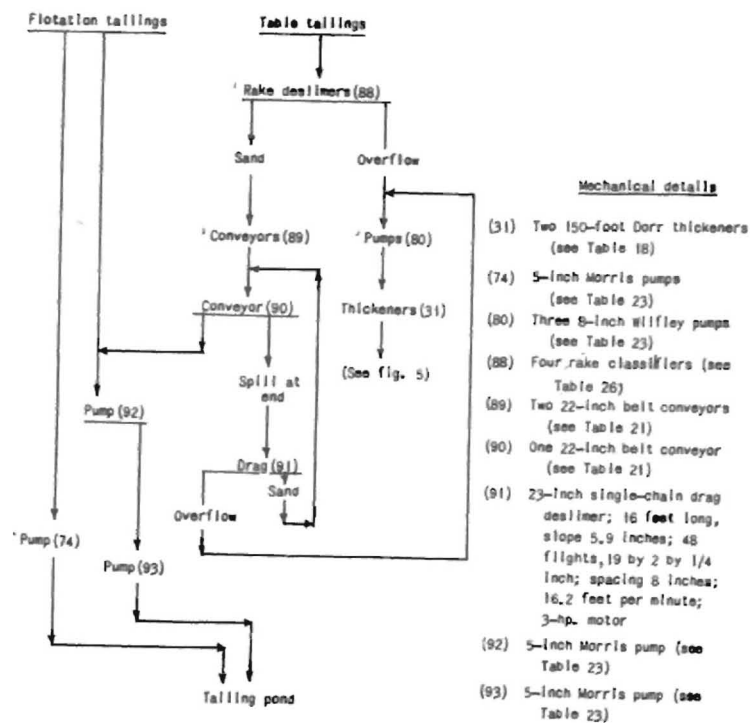 Flotation tailings
Table tailings
Rake deslimers (88)
Sand
Overflow
Conveyors (89)
Pumps (80)
Conveyor (90)
Thickeners (31)
Spill at
end
(See fig. 5)
Pump (92)
Drag (91)
Sand
Overflow
Pump (74)
Pump (93)
Tailing pond
Mechanical details
(31) Two 150-foot Dorr thickeners
(see Table 18)
(74) 5-inch Morris pumps
(see Table 23)
(80) Three 8-inch Wilfley pumps
(see Table 23)
(88) Four rake classifiers (see
Table 26)
(89) Two 22-inch belt conveyors
(see Table 21)
(90) One 22-inch belt conveyor
(see Table 21)
(91) 23-inch single-chain drag
deslimer; 16 feet long,
slope 5.9 inches; 48
flights, 19 by 2 by 1/4
inch; spacing 8 inches;
16.2 feet per minute;
3-hp. motor
(92) 5-inch Morris pump (see
Table 23)
(93) 5-inch Morris pump (see
Table 23)